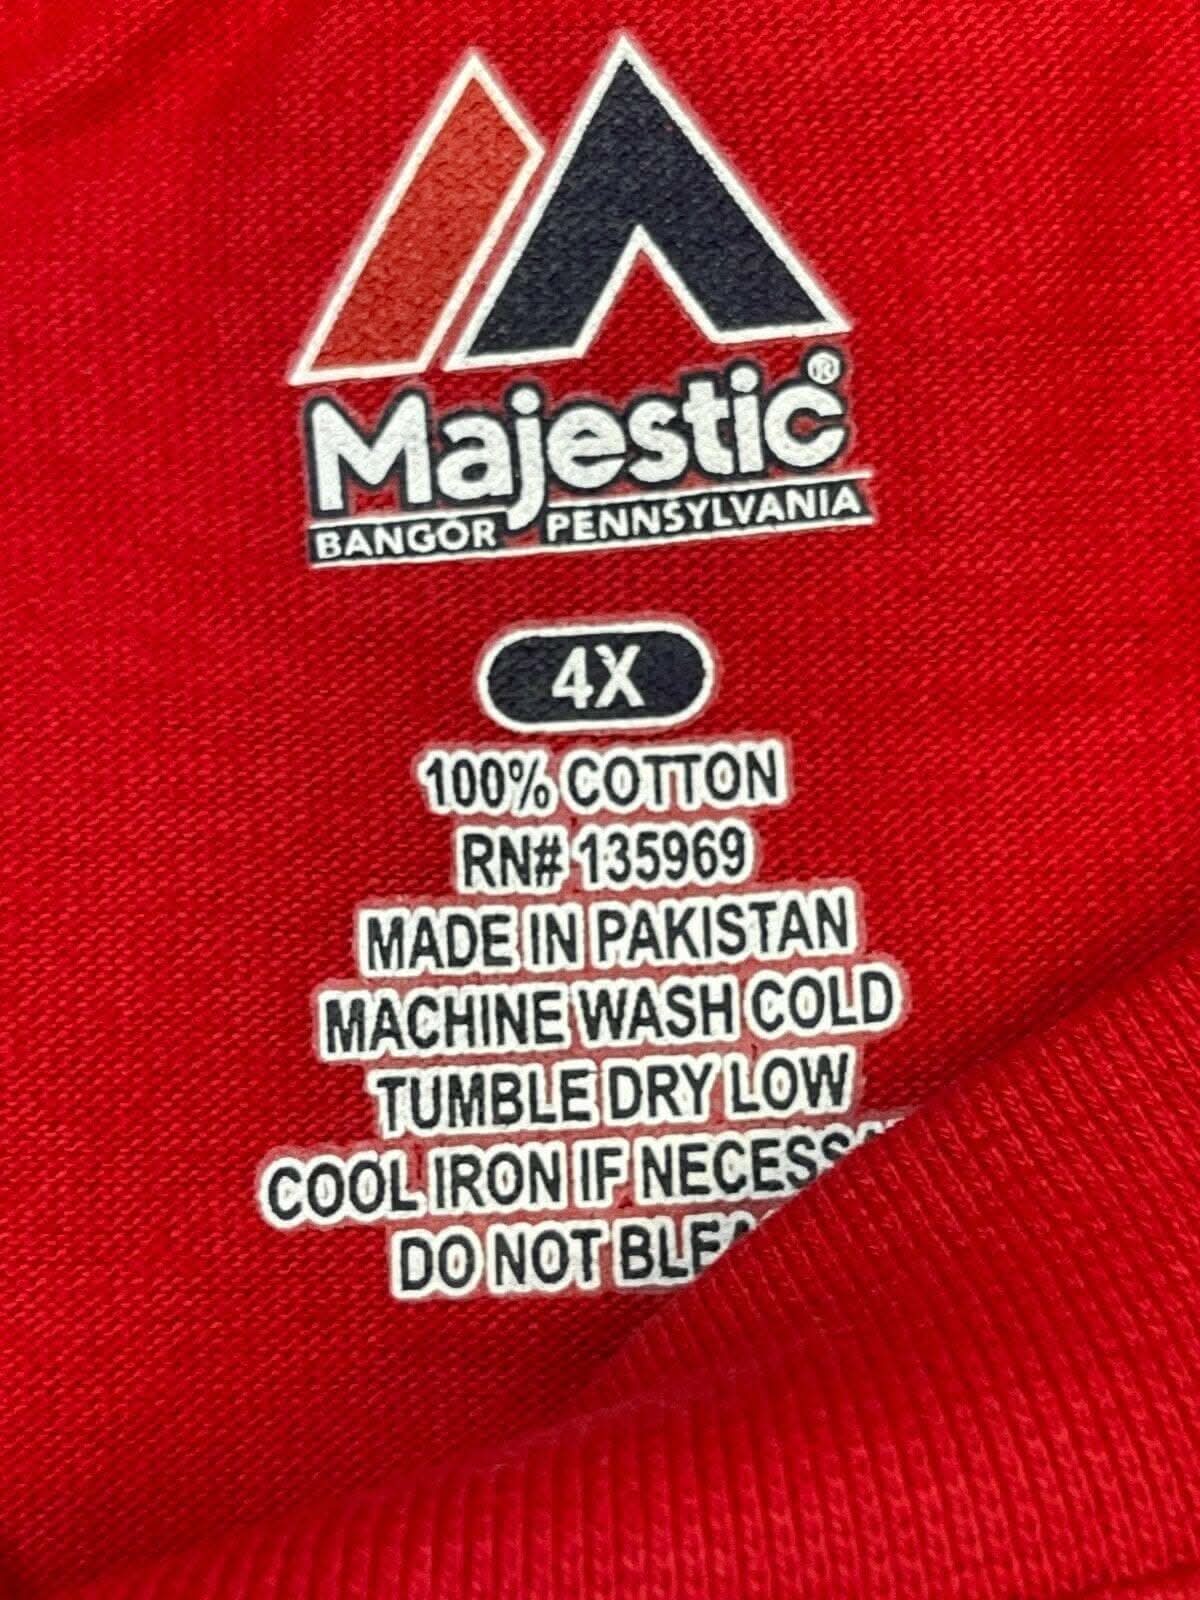 Majestic®
BANGOR PENNSYLVANIA
4X
100% COTTON
RN# 135969
MADE IN PAKISTAN
MACHINE WASH COLD
TUMBLE DRY LOW
COOL IRON IF
DO NOT